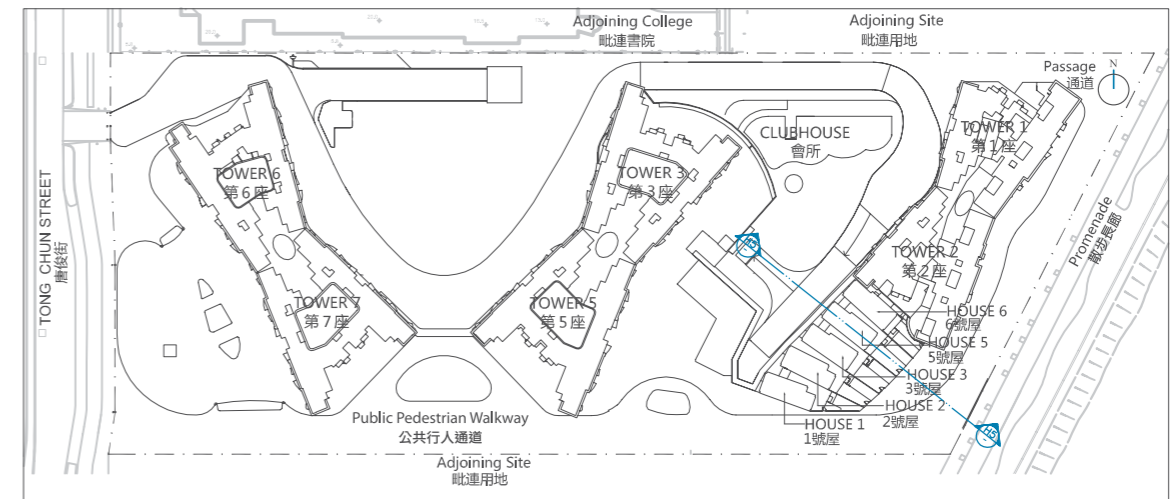 Adjoining College
毗連書院
Adjoining Site
毗連用地
Passage
通道
N
CLUBHOUSE
會所
TOWER 1
第1座
TOWER 6
第6座
TOWER 3
第3座
TONG CHUN STREET
唐俊街
Promenade
散步長廊
H5
TOWER 2
第2座
TOWER 7
第7座
TOWER 5
第5座
HOUSE 6
6號屋
HOUSE 5
5號屋
HOUSE 3
3號屋
HOUSE 2
2號屋
HOUSE 1
1號屋
Public Pedestrian Walkway
公共行人通道
H5
Adjoining Site
毗連用地